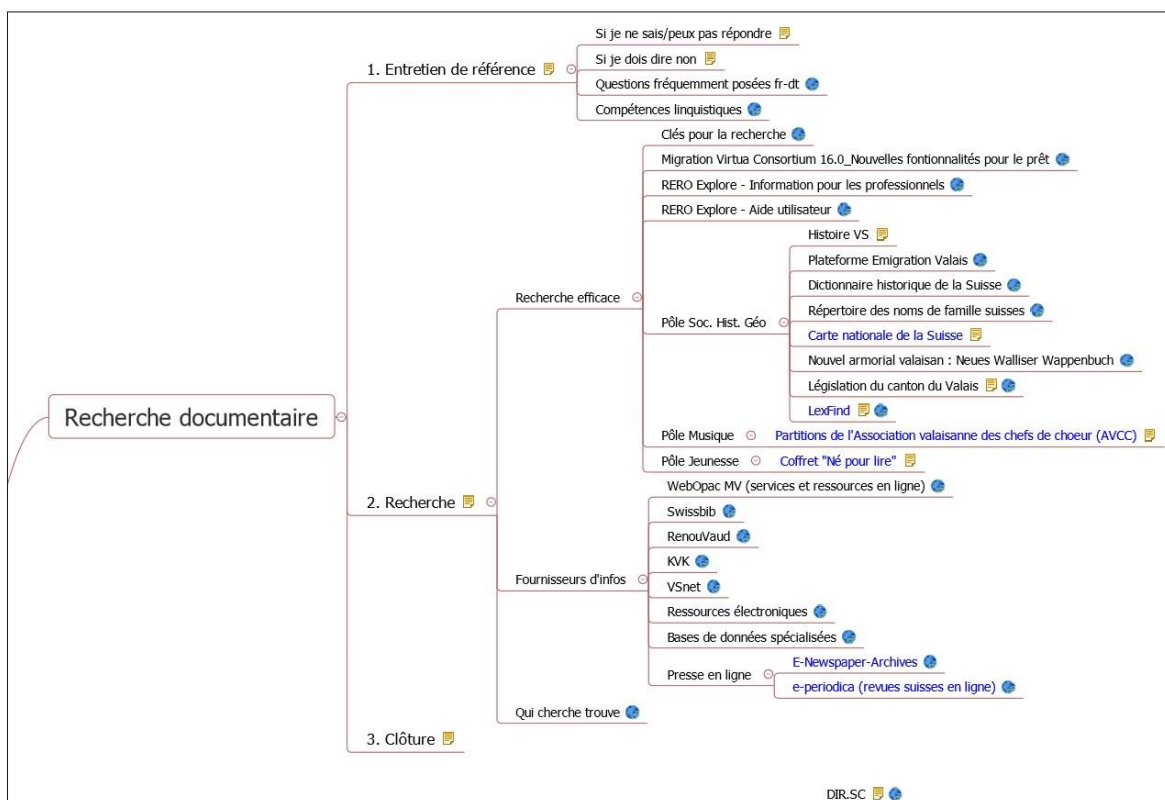 Recherche documentaire
1. Entretien de référence
Si je ne sais/peux pas répondre
Si je dois dire non
Questions fréquemment posées fr-dt
Compétences linquistiques
2. Recherche
Recherche efficace
Clés pour la recherche
Migration Virtua Consortium 16.0_Nouvelles fontionnalités pour le prêt
RERO Explore - Information pour les professionnels
RERO Explore - Aide utilisateur
Pôle Soc. Hist. Géo
Histoire VS
Plateforme Emigration Valais
Dictionnaire historique de la Suisse
Répertoire des noms de famille suisses
Carte nationale de la Suisse
Nouvel armorial valaisan : Neues Walliser Wappenbuch
Législation du canton du Valais
LexFind
Pôle Musique
Partitions de l'Association valaisanne des chefs de choeur (AVCC)
Pôle Jeunesse
Coffret "Né pour lire"
Fournisseurs d'infos
WebOpac MV (services et ressources en ligne)
Swissbib
RenouVaud
KVK
VSnet
Ressources électroniques
Bases de données spécialisées
Presse en ligne
E-Newspaper-Archives
e-periodica (revues suisses en ligne)
Qui cherche trouve
3. Clôture
DIR.SC